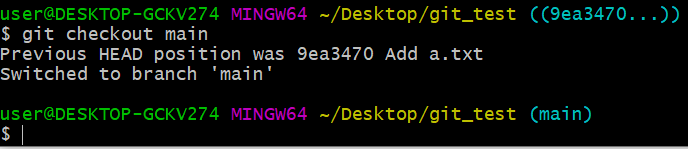 user@DESKTOP-GCKV274 MINGW64 ~/Desktop/git_test ((9ea3470...))
$ git checkout main
Previous HEAD position was 9ea3470 Add a.txt
Switched to branch 'main'
user@DESKTOP-GCKV274 MINGW64 ~/Desktop/git_test (main)
$